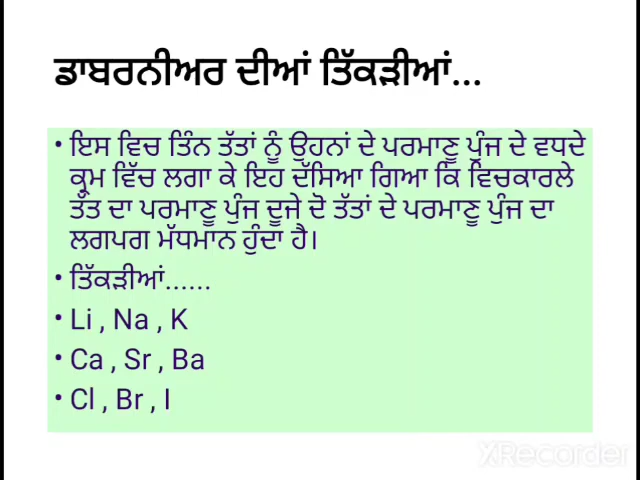 ਡਾਬਰਨੀਅਰ ਦੀਆਂ ਤਿੱਕੜੀਆਂ...
• ਇਸ ਵਿਚ ਤਿੰਨ ਤੱਤਾਂ ਨੂੰ ਉਹਨਾਂ ਦੇ ਪਰਮਾਣੂ ਪੁੰਜ ਦੇ ਵਧਦੇ
ਕ੍ਰਮ ਵਿੱਚ ਲਗਾ ਕੇ ਇਹ ਦੱਸਿਆ ਗਿਆ ਕਿ ਵਿਚਕਾਰਲੇ
ਤੱਤ ਦਾ ਪਰਮਾਣੂ ਪੁੰਜ ਦੂਜੇ ਦੋ ਤੱਤਾਂ ਦੇ ਪਰਮਾਣੂ ਪੁੰਜ ਦਾ
ਲਗਪਗ ਮੱਧਮਾਨ ਹੁੰਦਾ ਹੈ।
• ਤਿੱਕੜੀਆਂ......
• Li , Na , K
• Ca , Sr , Ba
• Cl , Br , I
XRecorder